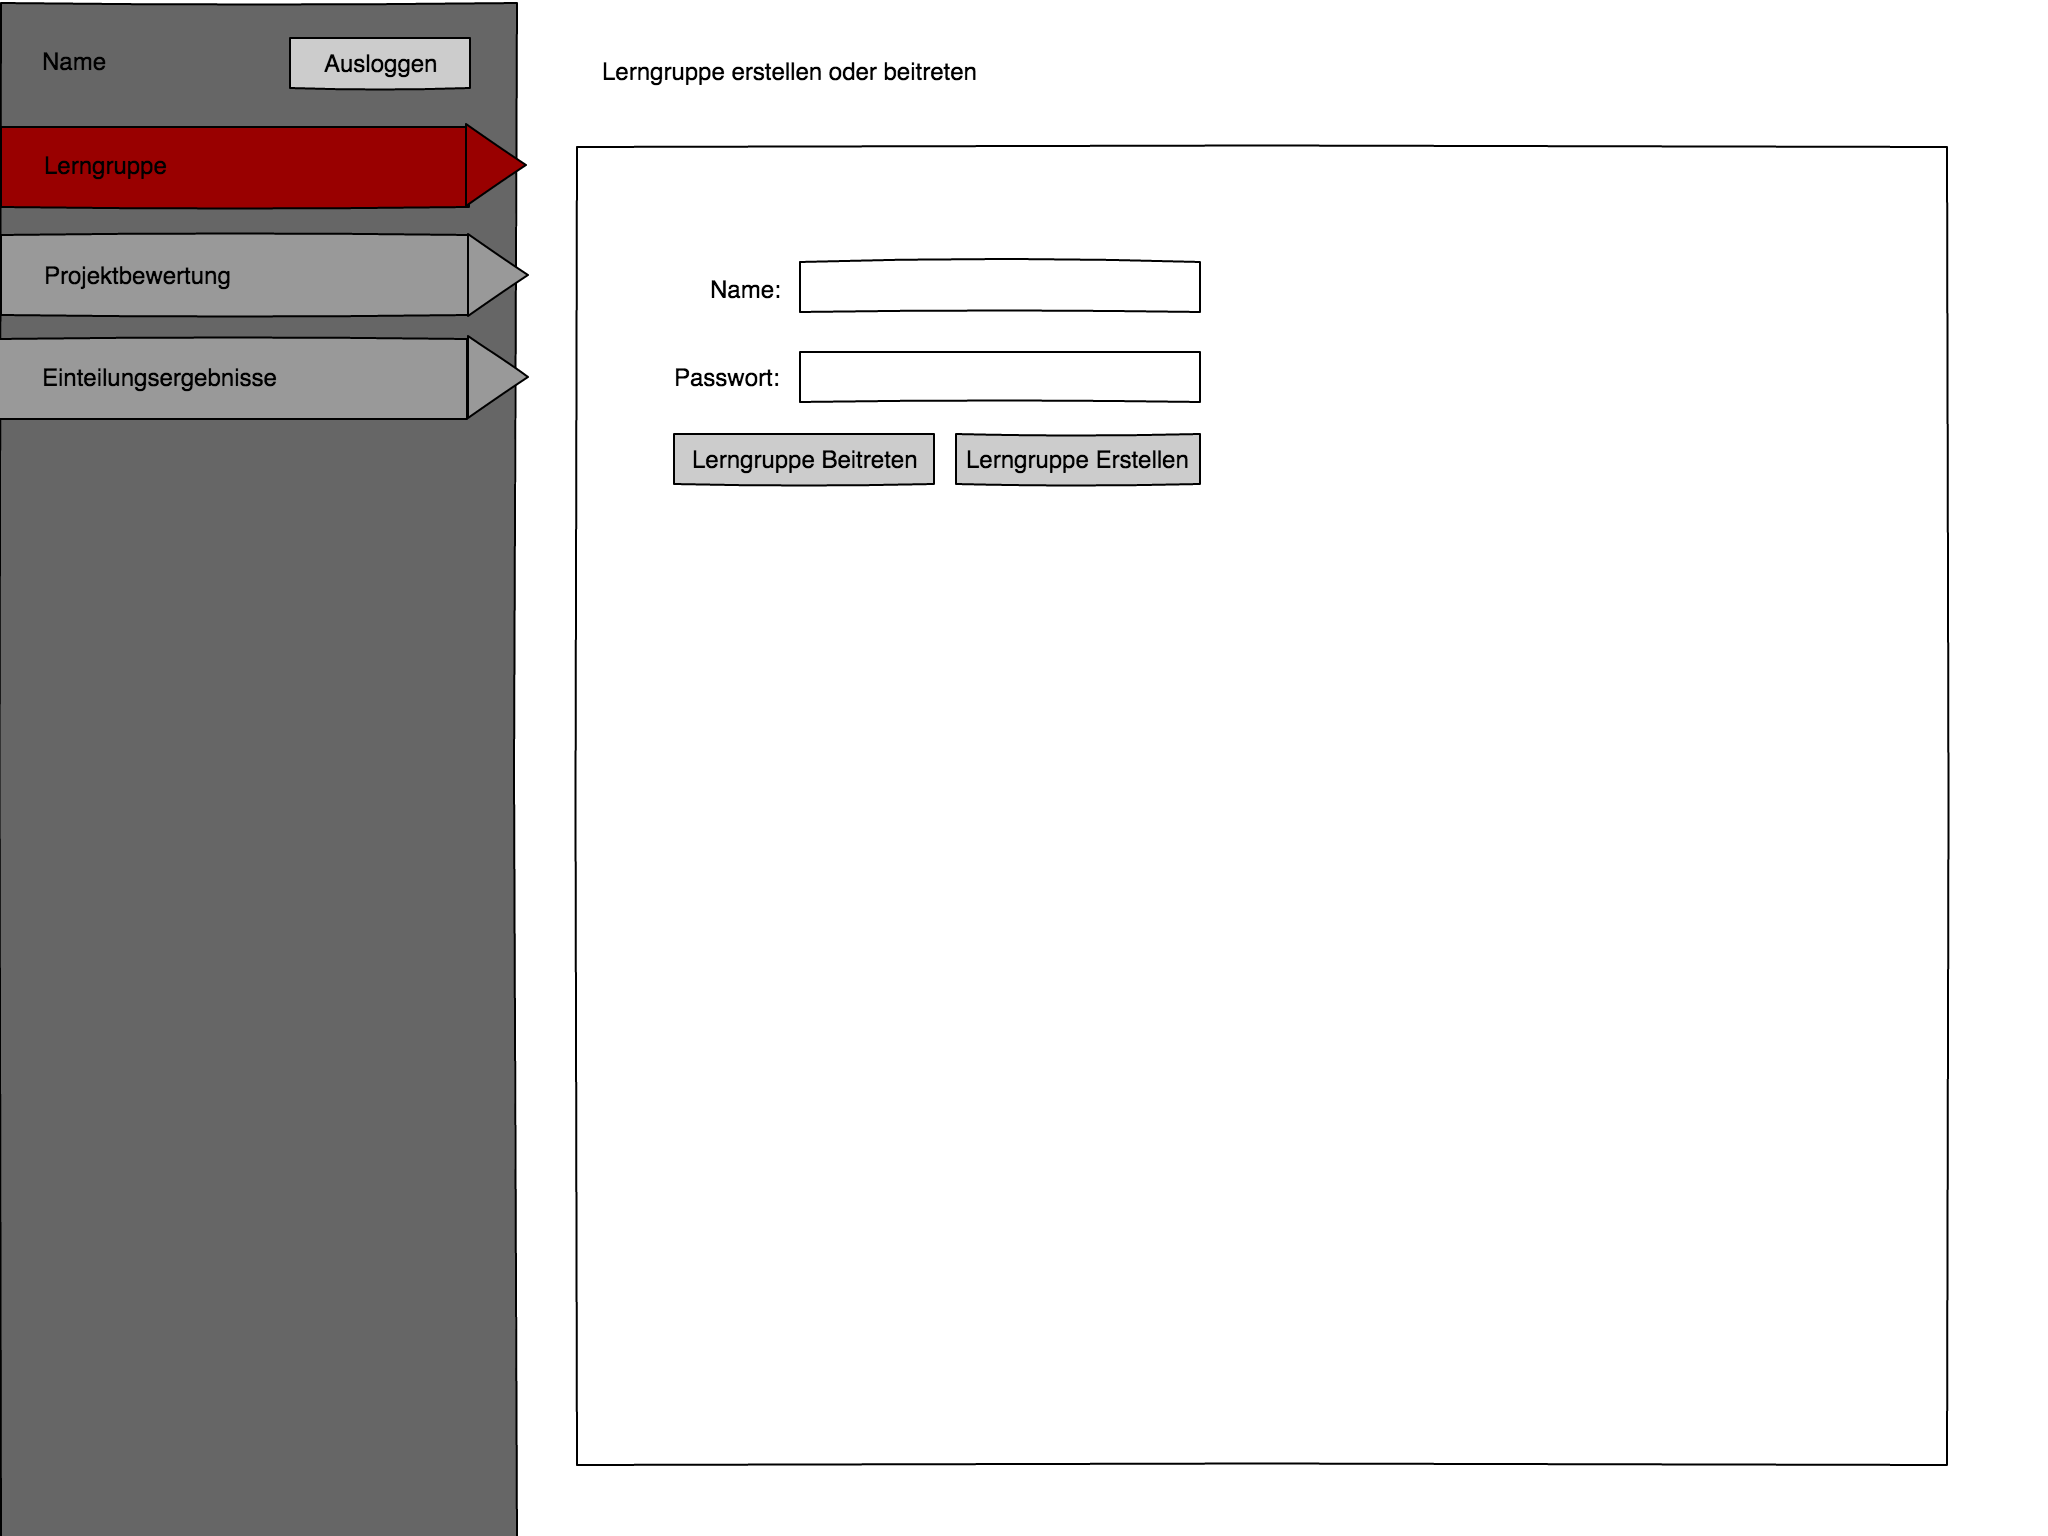 Name
Ausloggen
Lerngruppe
Projektbewertung
Einteilungsergebnisse
Lerngruppe erstellen oder beitreten
Name:
Passwort:
Lerngruppe Beitreten
Lerngruppe Erstellen